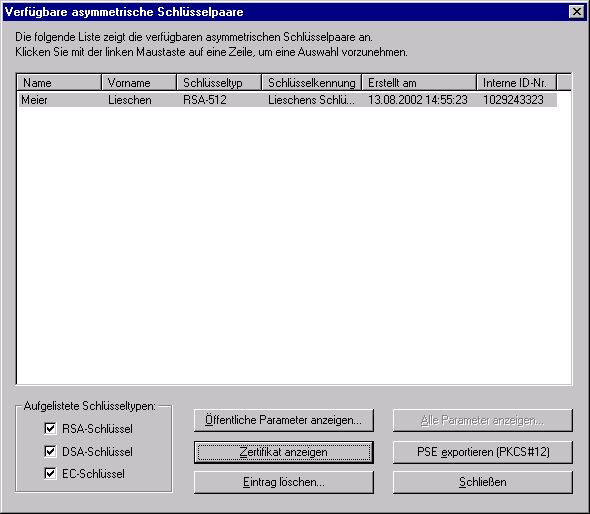 Verfügbare asymmetrische Schlüsselpaare
Die folgende Liste zeigt die verfügbaren asymmetrischen Schlüsselpaare an.
Klicken Sie mit der linken Maustaste auf eine Zeile, um eine Auswahl vorzunehmen.
Name Vorname Schlüsseltyp Schlüsselkennung Erstellt am Interne ID-Nr.
Meier Lieschen RSA-512 Lieschens Schlü... 13.08.2002 14:55:23 1029243323
Aufgelistete Schlüsseltypen:
RSA-Schlüssel
DSA-Schlüssel
EC-Schlüssel
Öffentliche Parameter anzeigen...
Alle Parameter anzeigen...
Zertifikat anzeigen
PSE exportieren (PKCS#12)
Eintrag löschen...
Schließen